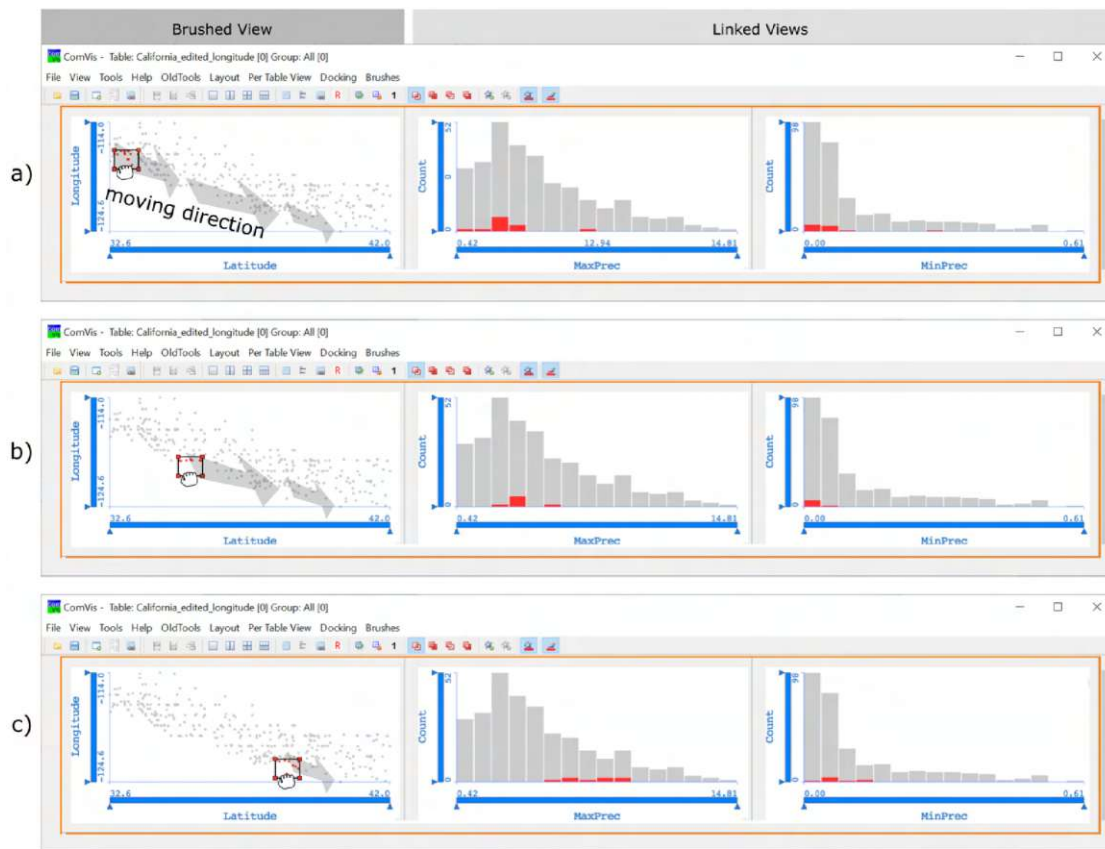 Brushed View
Linked Views
a)
ComVis - Table: California_edited_longitude [0] Group: All [0]
File View Tools Help OldTools Layout Per Table View Docking Brushes
R 1
Longitude
-114.0
-124.6
moving direction
32.6 42.0
Latitude
Count
52
0
0
0.42 12.94 14.81
MaxPrec
Count
98
0
0.00 0.61
MinPrec
b)
ComVis - Table: California_edited_longitude [0] Group: All [0]
File View Tools Help OldTools Layout Per Table View Docking Brushes
R 1
Longitude
-114.0
-124.6
32.6 42.0
Latitude
Count
52
0
0.42 14.81
MaxPrec
Count
98
0
0.00 0.61
MinPrec
c)
ComVis - Table: California_edited_longitude [0] Group: All [0]
File View Tools Help OldTools Layout Per Table View Docking Brushes
R 1
Longitude
-114.0
-124.6
32.6 42.0
Latitude
Count
52
0
0.42 14.81
MaxPrec
Count
98
0
0.00 0.61
MinPrec